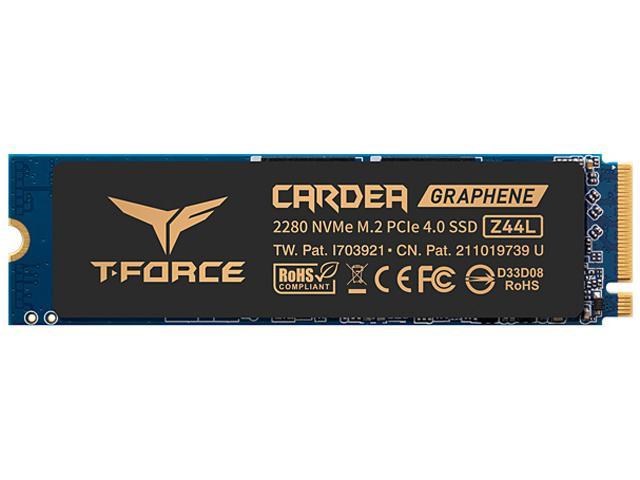 T-FORCE
CARDEA GRAPHENE
2280 NVMe M.2 PCIe 4.0 SSD Z44L
TW. Pat. I703921 · CN. Pat. 211019739 U
RoHS
COMPLIANT
CE FC
D33D08
RoHS